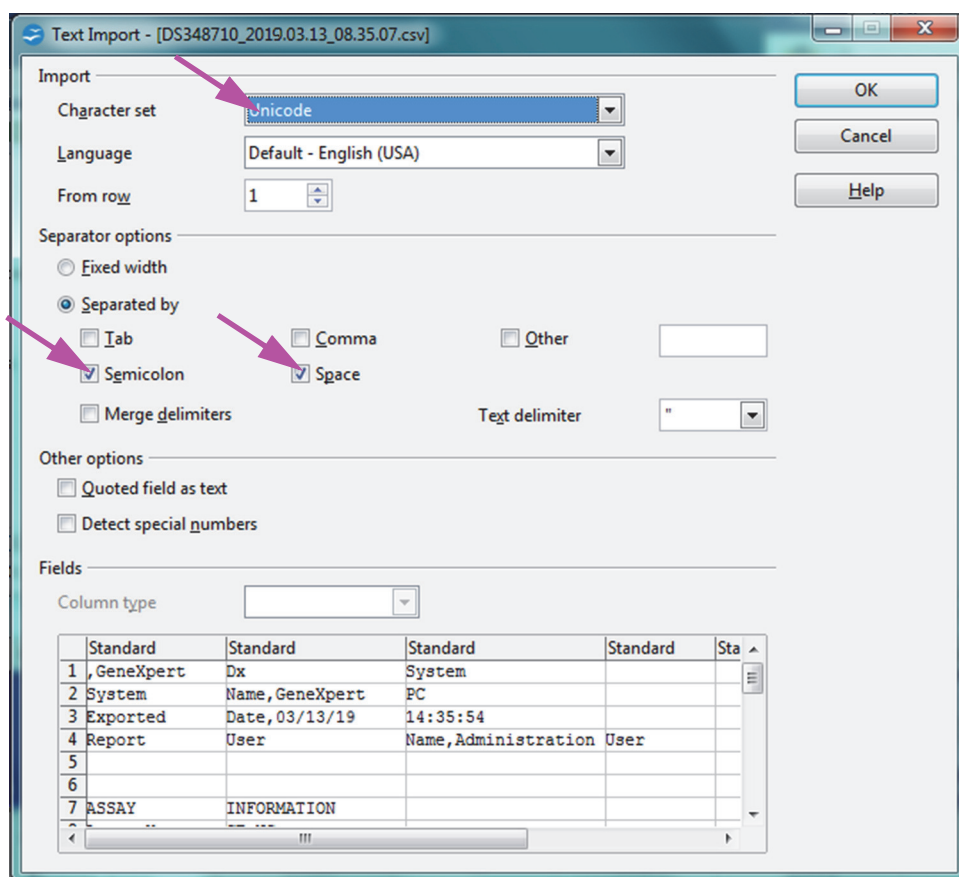 Text Import - [DS348710_2019.03.13_08.35.07.csv]
Import
OK
Character set Unicode
Cancel
Language Default - English (USA)
From row 1
Help
Separator options
Fixed width
Separated by
Tab Comma Other
Semicolon Space
Merge delimiters Text delimiter "
Other options
Quoted field as text
Detect special numbers
Fields
Column type
Standard Standard Standard Standard Sta
1 ,GeneXpert Dx System
2 System Name,GeneXpert PC
3 Exported Date,03/13/19 14:35:54
4 Report User Name,Administration User
5
6
7 ASSAY INFORMATION